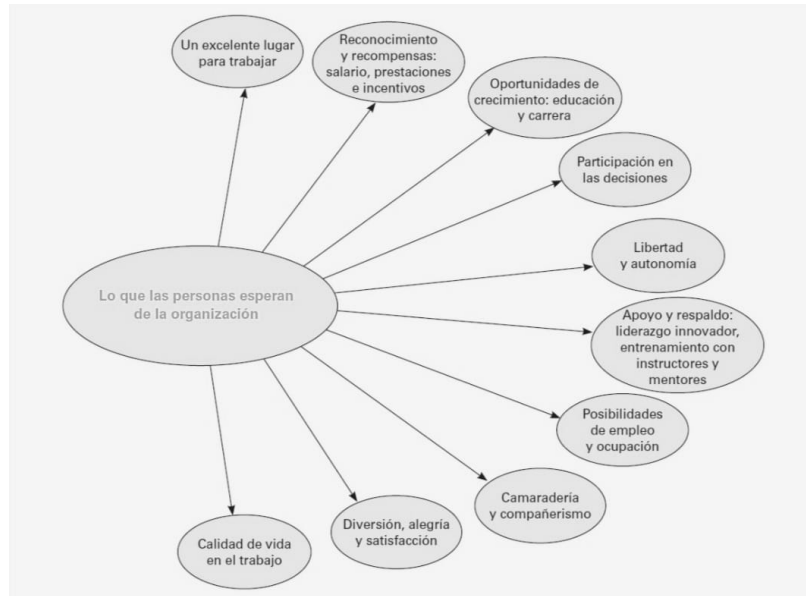 Un excelente lugar
para trabajar
Reconocimiento
y recompensas:
salario, prestaciones
e incentivos
Oportunidades de
crecimiento: educación
y carrera
Participación en
las decisiones
Libertad
y autonomía
Lo que las personas esperan
de la organización
Apoyo y respaldo:
liderazgo innovador,
entrenamiento con
instructores y
mentores
Posibilidades
de empleo
y ocupación
Camaradería
y compañerismo
Diversión, alegría
y satisfacción
Calidad de vida
en el trabajo